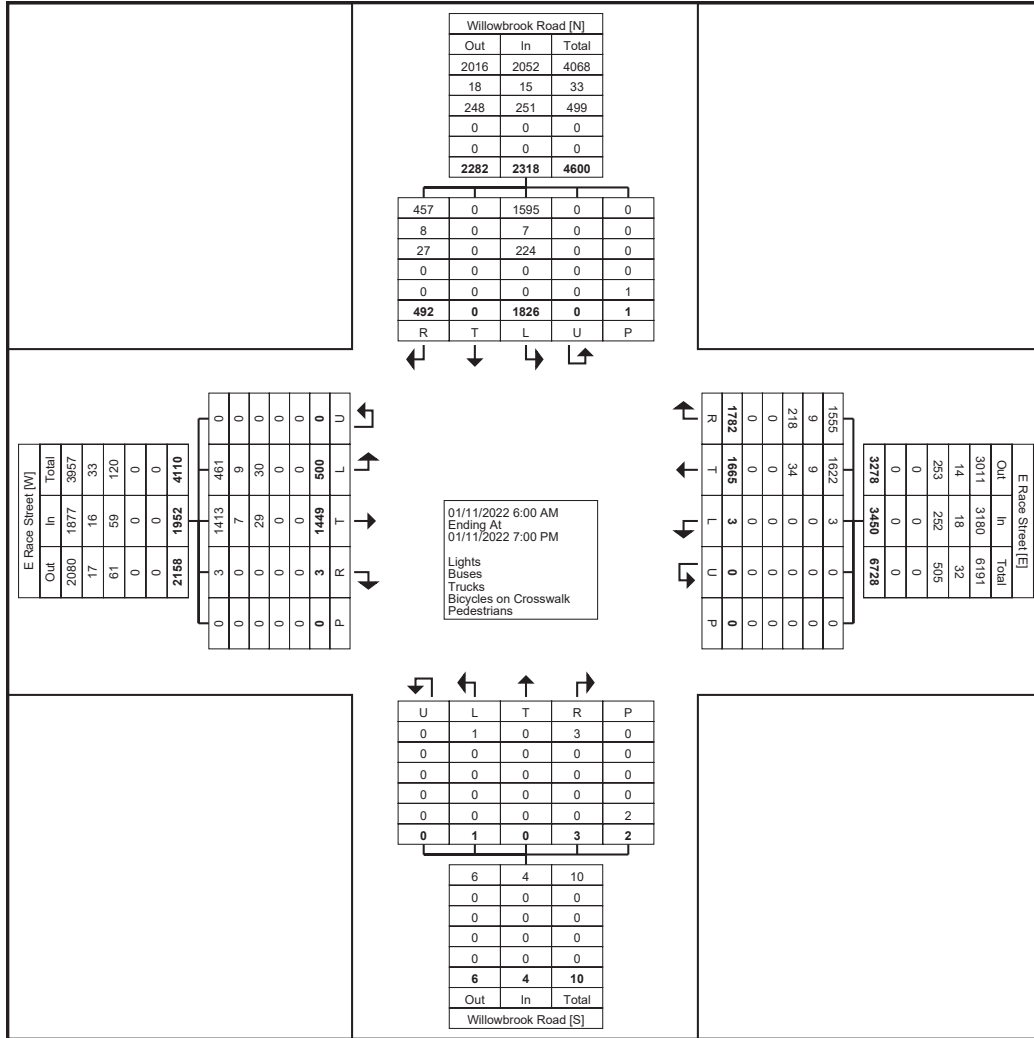 Willowbrook Road [N]
Out In Total
2016 2052 4068
18 15 33
248 251 499
0 0 0
0 0 0
2282 2318 4600
457 0 1595 0 0
8 0 7 0 0
27 0 224 0 0
0 0 0 0 0
0 0 0 0 1
492 0 1826 0 1
R T L U P
E Race Street [W]
Total 3957 33 120 0 0 4110
In 1877 16 59 0 0 1952
Out 2080 17 61 0 0 2158
0 0 0 0 0 0 U
461 9 30 0 0 500 L
1413 7 29 0 0 1449 T
3 0 0 0 0 3 R
0 0 0 0 0 0 P
01/11/2022 6:00 AM
Ending At
01/11/2022 7:00 PM
Lights
Buses
Trucks
Bicycles on Crosswalk
Pedestrians
R 1782 0 0 218 9 1555
T 1665 0 0 34 9 1622
L 3 0 0 0 0 3
U 0 0 0 0 0 0
P 0 0 0 0 0 0
3278 0 0 253 14 3011 Out
3450 0 0 252 18 3180 In
6728 0 0 505 32 6191 Total
E Race Street [E]
U L T R P
0 1 0 3 0
0 0 0 0 0
0 0 0 0 0
0 0 0 0 0
0 0 0 0 2
0 1 0 3 2
6 4 10
0 0 0
0 0 0
0 0 0
0 0 0
6 4 10
Out In Total
Willowbrook Road [S]